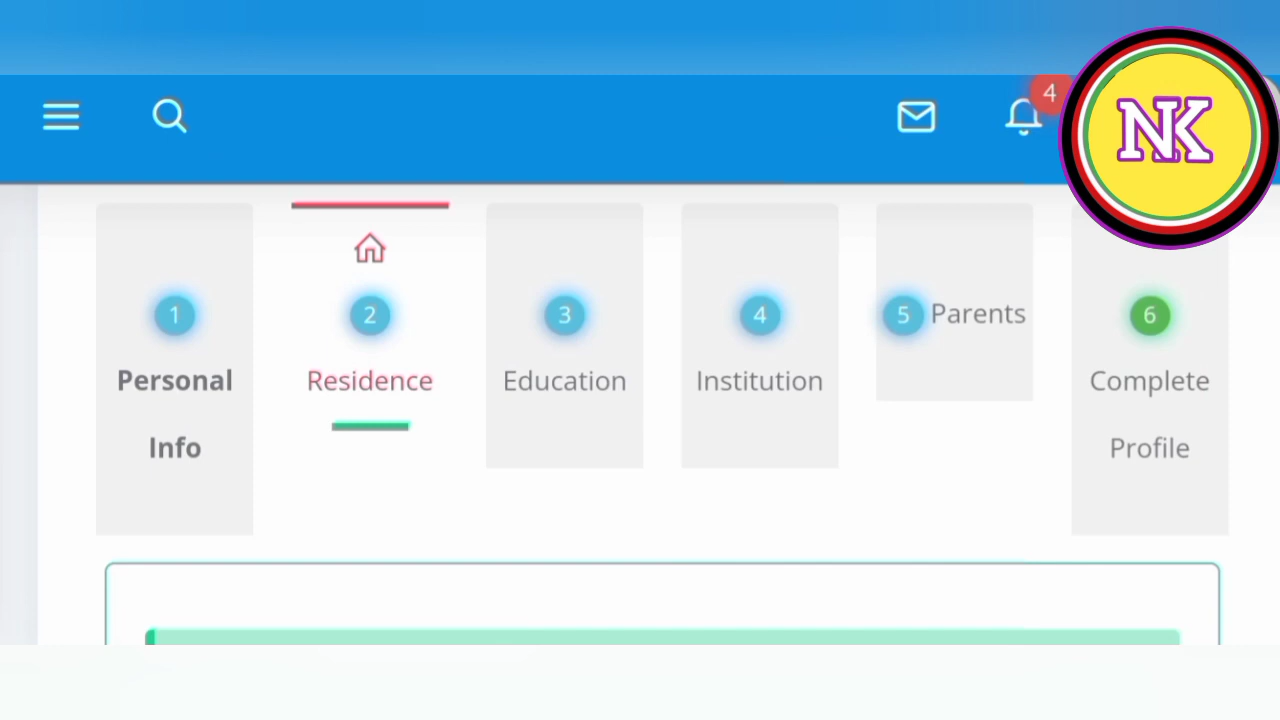 4
NK
1
Personal
Info
2
Residence
3
Education
4
Institution
5 Parents
6
Complete
Profile